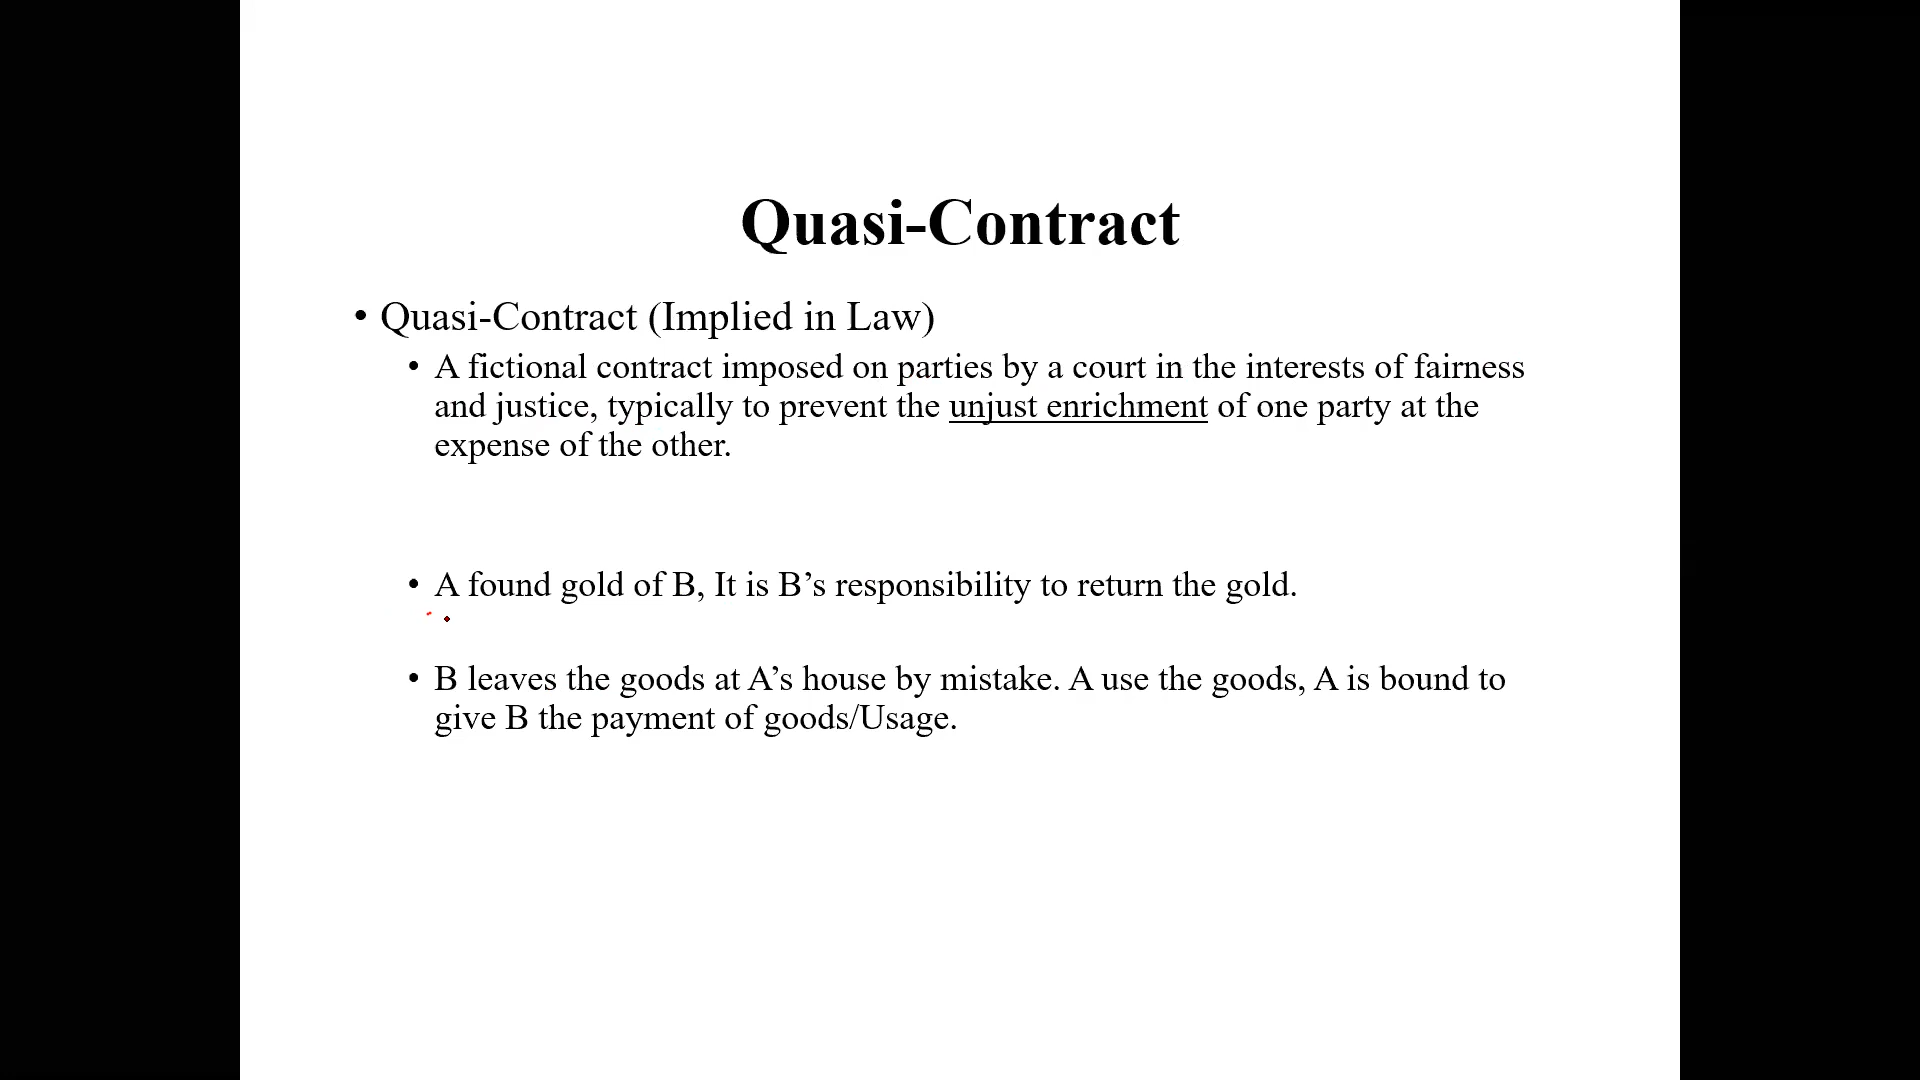 Quasi-Contract
• Quasi-Contract (Implied in Law)
• A fictional contract imposed on parties by a court in the interests of fairness
and justice, typically to prevent the unjust enrichment of one party at the
expense of the other.
• A found gold of B, It is B’s responsibility to return the gold.
• B leaves the goods at A’s house by mistake. A use the goods, A is bound to
give B the payment of goods/Usage.